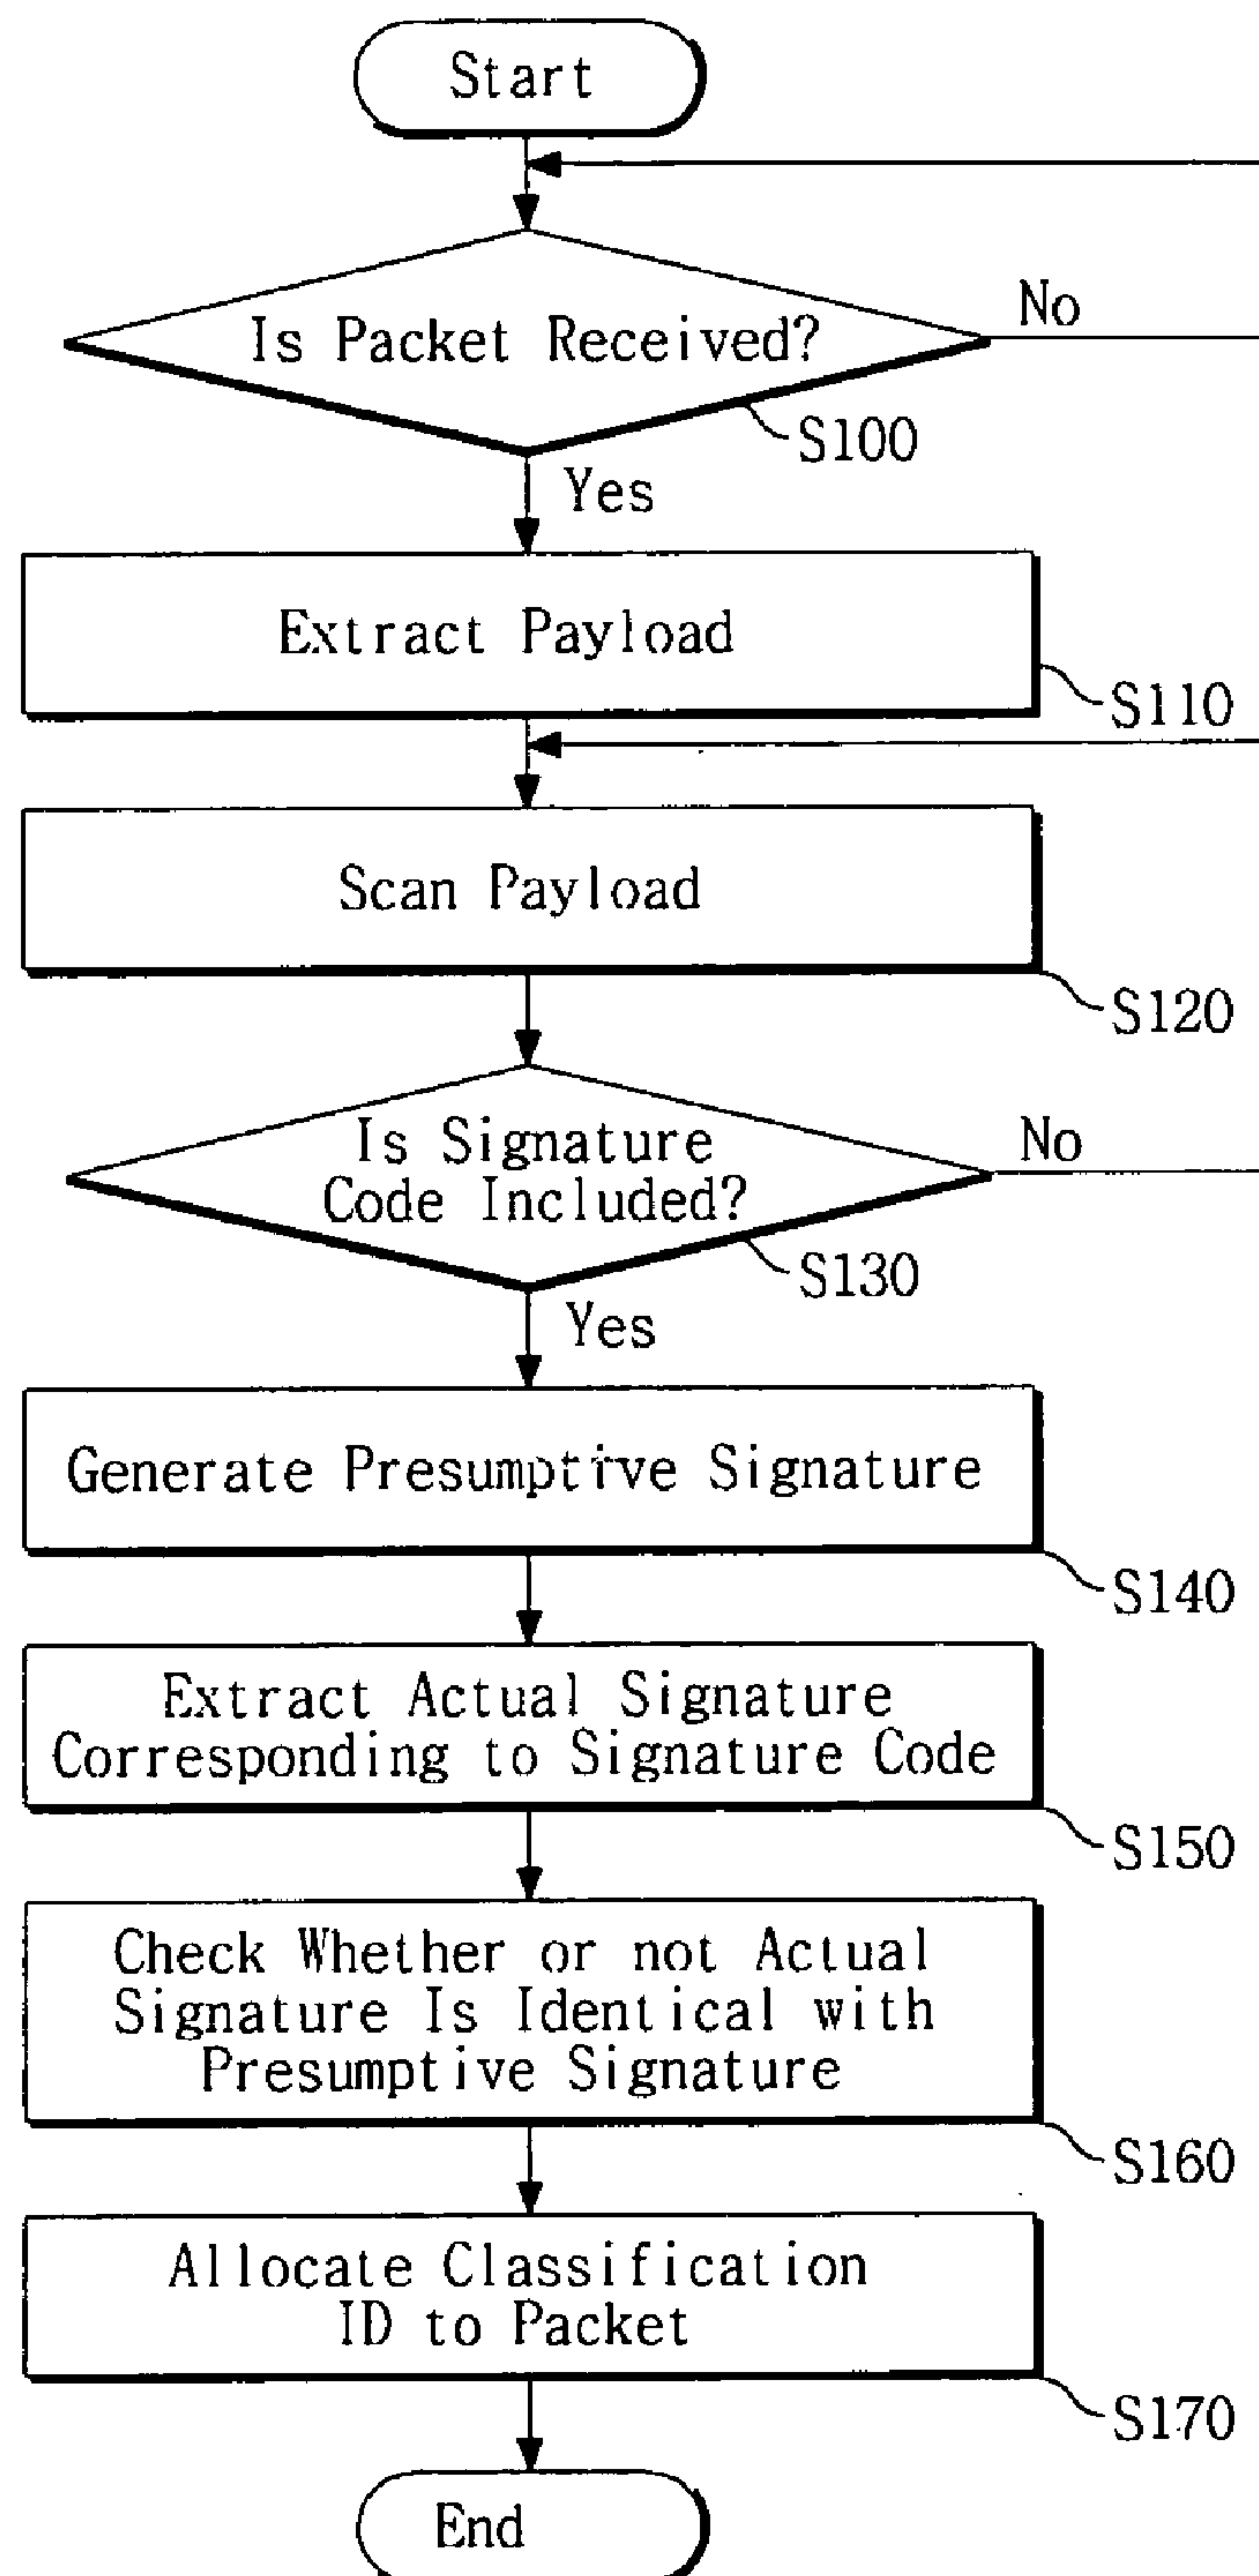 Start
Is Packet Received?
No
S100
Yes
Extract Payload
S110
Scan Payload
S120
Is Signature
Code Included?
No
S130
Yes
Generate Presumptive Signature
S140
Extract Actual Signature
Corresponding to Signature Code
S150
Check Whether or not Actual
Signature Is Identical with
Presumptive Signature
S160
Allocate Classification
ID to Packet
S170
End